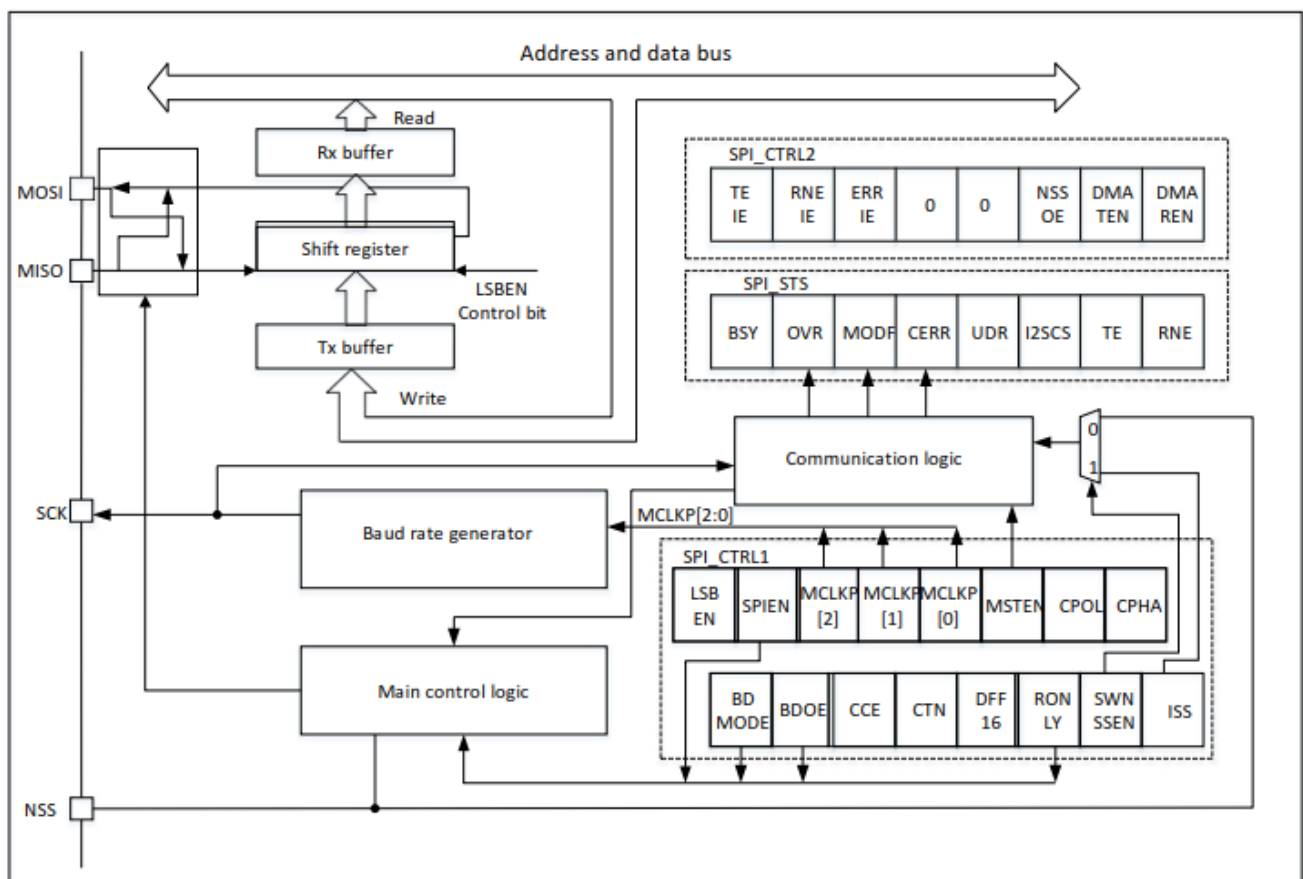 Address and data bus
Read
Rx buffer
MOSI
Shift register
MISO
LSBEN
Control bit
Tx buffer
Write
SPI_CTRL2
TE
IE
RNE
IE
ERR
IE
0
0
NSS
OE
DMA
TEN
DMA
REN
SPI_STS
BSY
OVR
MODF
CERR
UDR
I2SCS
TE
RNE
Communication logic
0
1
SCK
Baud rate generator
MCLKP[2:0]
SPI_CTRL1
LSB
EN
SPIEN
MCLKP
[2]
MCLKP
[1]
MCLKP
[0]
MSTEN
CPOL
CPHA
Main control logic
BD
MODE
BDOE
CCE
CTN
DFF
16
RO
NLY
SWN
SSEN
ISS
NSS